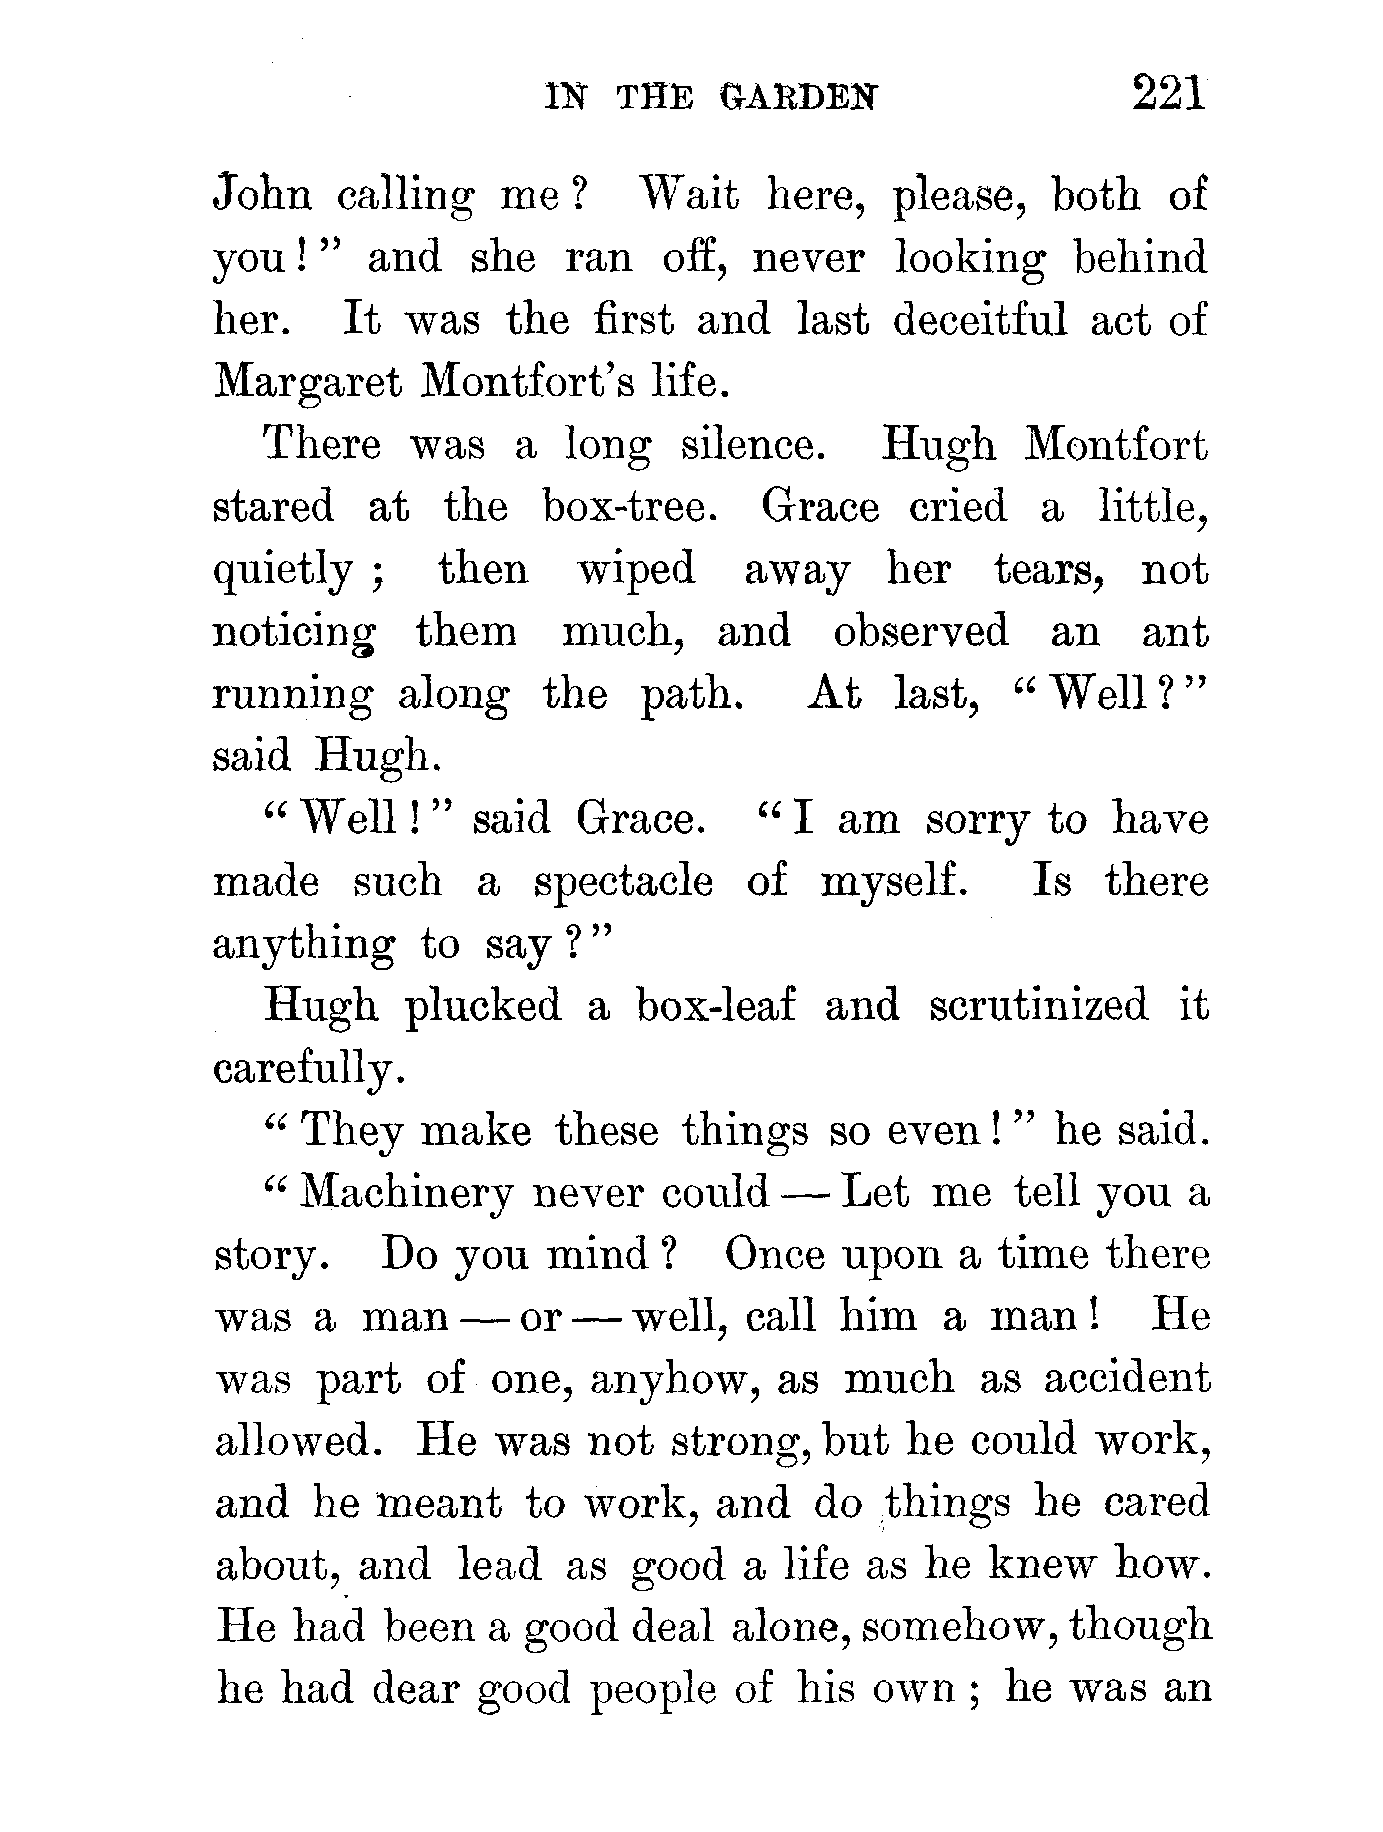 IN THE GARDEN 221
John calling me? Wait here, please, both of
you!" and she ran off, never looking behind
her. It was the first and last deceitful act of
Margaret Montfort's life.
There was a long silence. Hugh Montfort
stared at the box-tree. Grace cried a little,
quietly; then wiped away her tears, not
noticing them much, and observed an ant
running along the path. At last, "Well?"
said Hugh.
"Well!" said Grace. "I am sorry to have
made such a spectacle of myself. Is there
anything to say?"
Hugh plucked a box-leaf and scrutinized it
carefully.
"They make these things so even!" he said.
"Machinery never could — Let me tell you a
story. Do you mind? Once upon a time there
was a man — or — well, call him a man! He
was part of one, anyhow, as much as accident
allowed. He was not strong, but he could work,
and he meant to work, and do things he cared
about, and lead as good a life as he knew how.
He had been a good deal alone, somehow, though
he had dear good people of his own; he was an